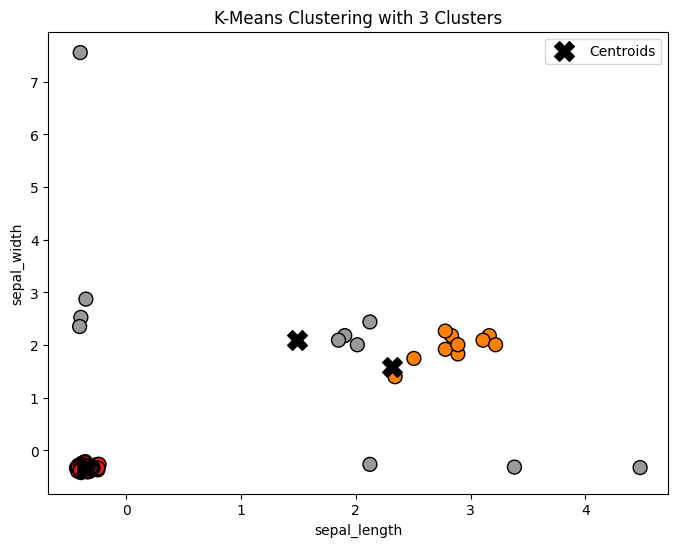 K-Means Clustering with 3 Clusters
Centroids
7
6
5
4
3
2
1
0
sepal_width
0 1 2 3 4
sepal_length